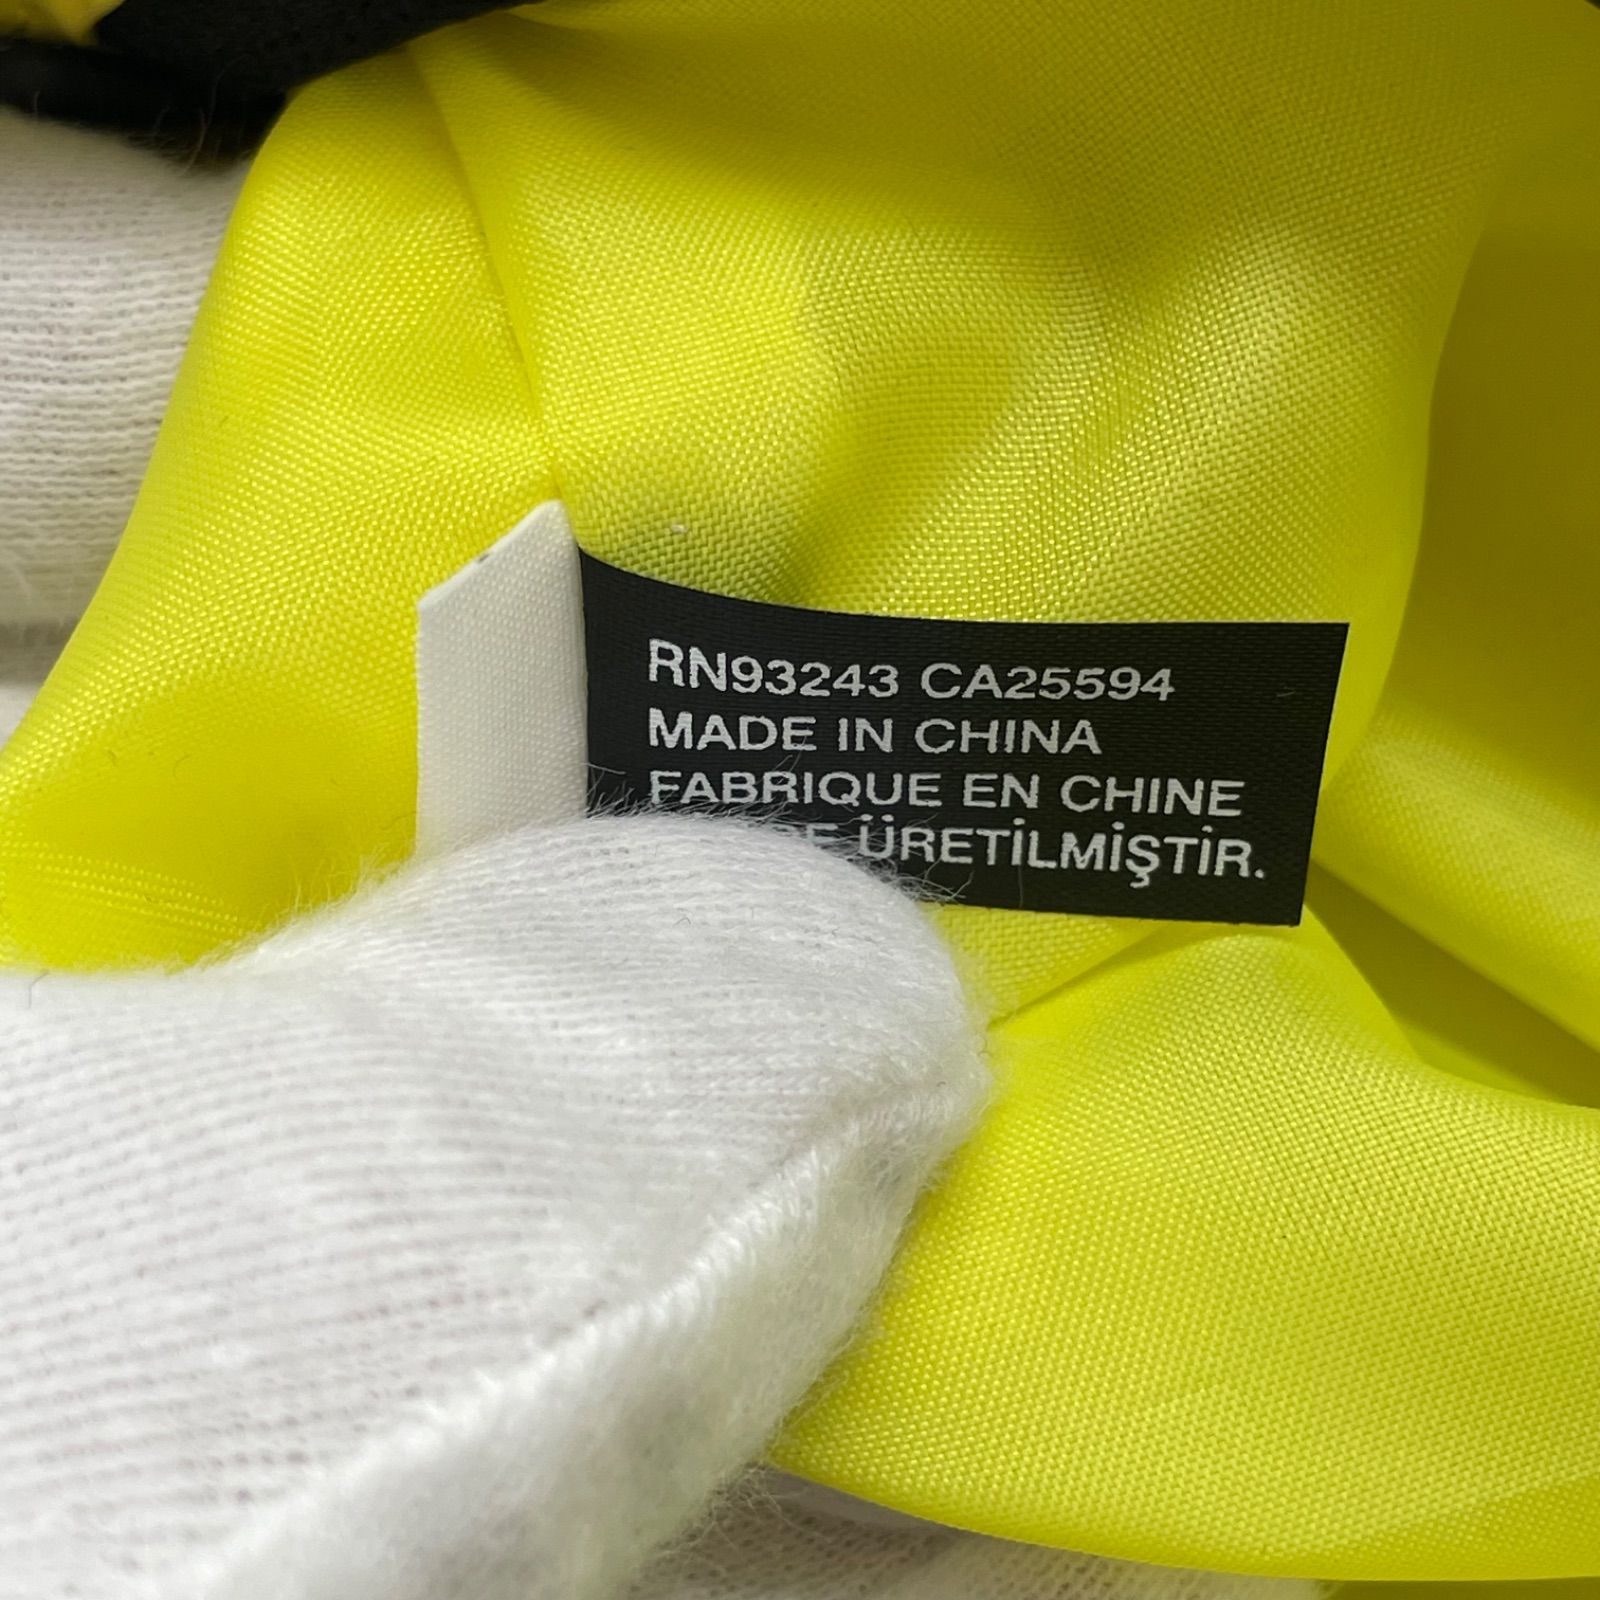 RN93243 CA25594
MADE IN CHINA
FABRIQUE EN CHINE
ÜRETİLMİŞTİR.